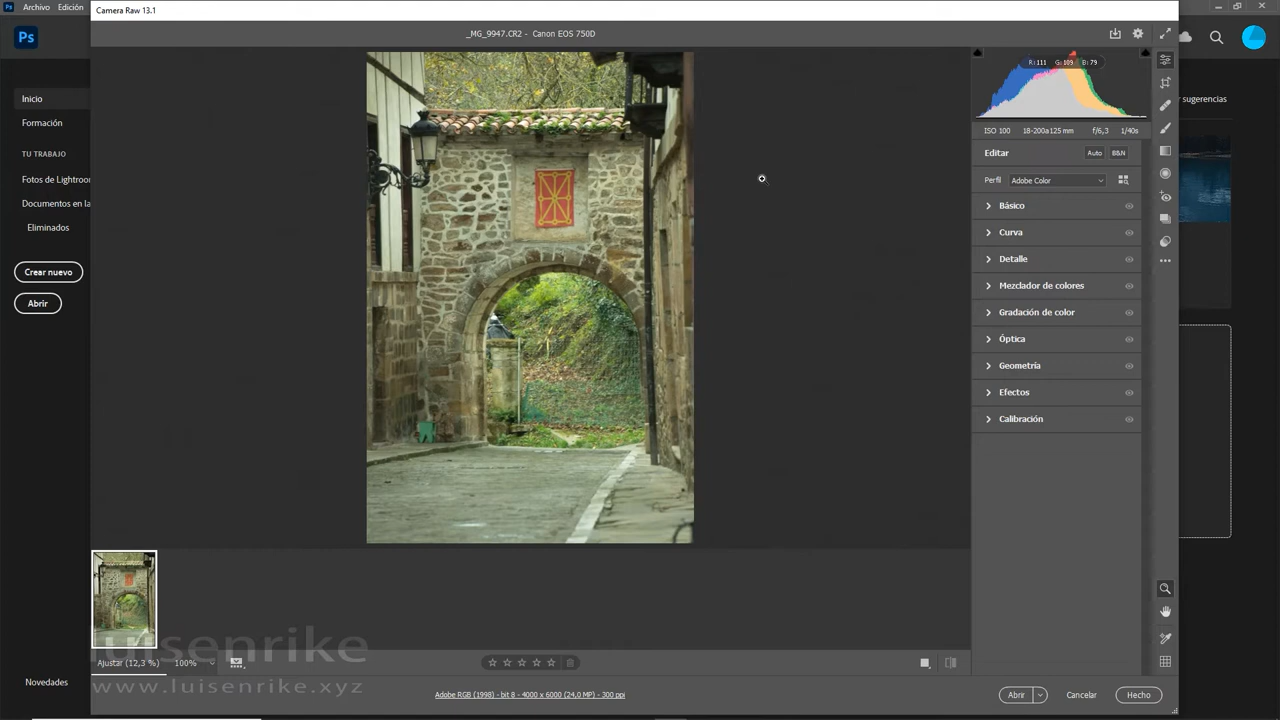 Ps
Archivo
Edición
Camera Raw 13.1
_MG_9947.CR2 - Canon EOS 750D
Ps
R: 111 G: 109 B: 79
ISO 100
18-200a125 mm
f/6,3
1/40s
Inicio
Formación
TU TRABAJO
Fotos de Lightroo
Documentos en la
Eliminados
Crear nuevo
Abrir
Novedades
Editar
Auto
B&N
Perfil
Adobe Color
Básico
Curva
Detalle
Mezclador de colores
Gradación de color
Óptica
Geometría
Efectos
Calibración
r sugerencias
luisenrike
Ajustar (12,3 %)
100%
www.luisenrike.xyz
Adobe RGB (1998) - bit 8 - 4000 x 6000 (24,0 MP) - 300 ppi
Abrir
Cancelar
Hecho